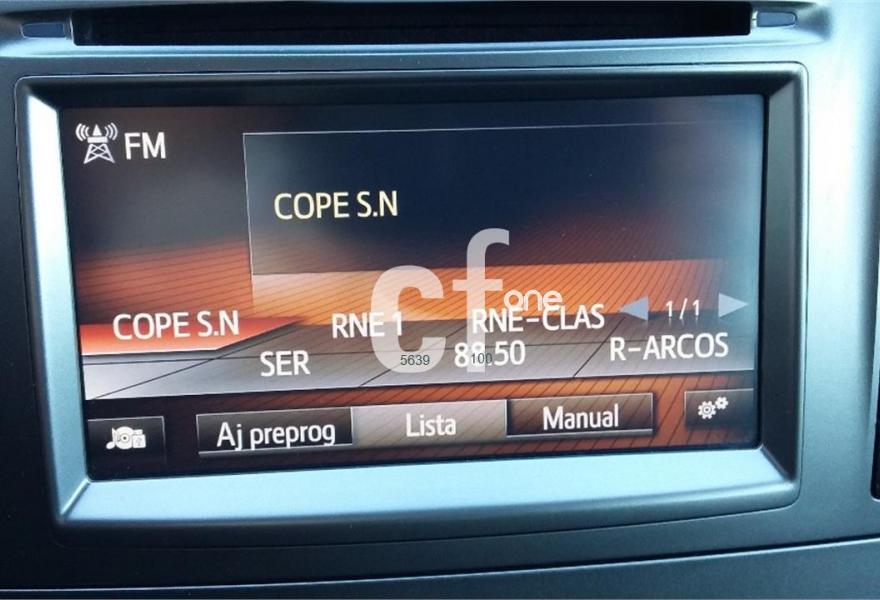 FM
COPE S.N
COPE S.N
RNE 1
RNE-CLAS
1/1
SER
88.50
R-ARCOS
Aj preprog
Lista
Manual
cf one
5639
100